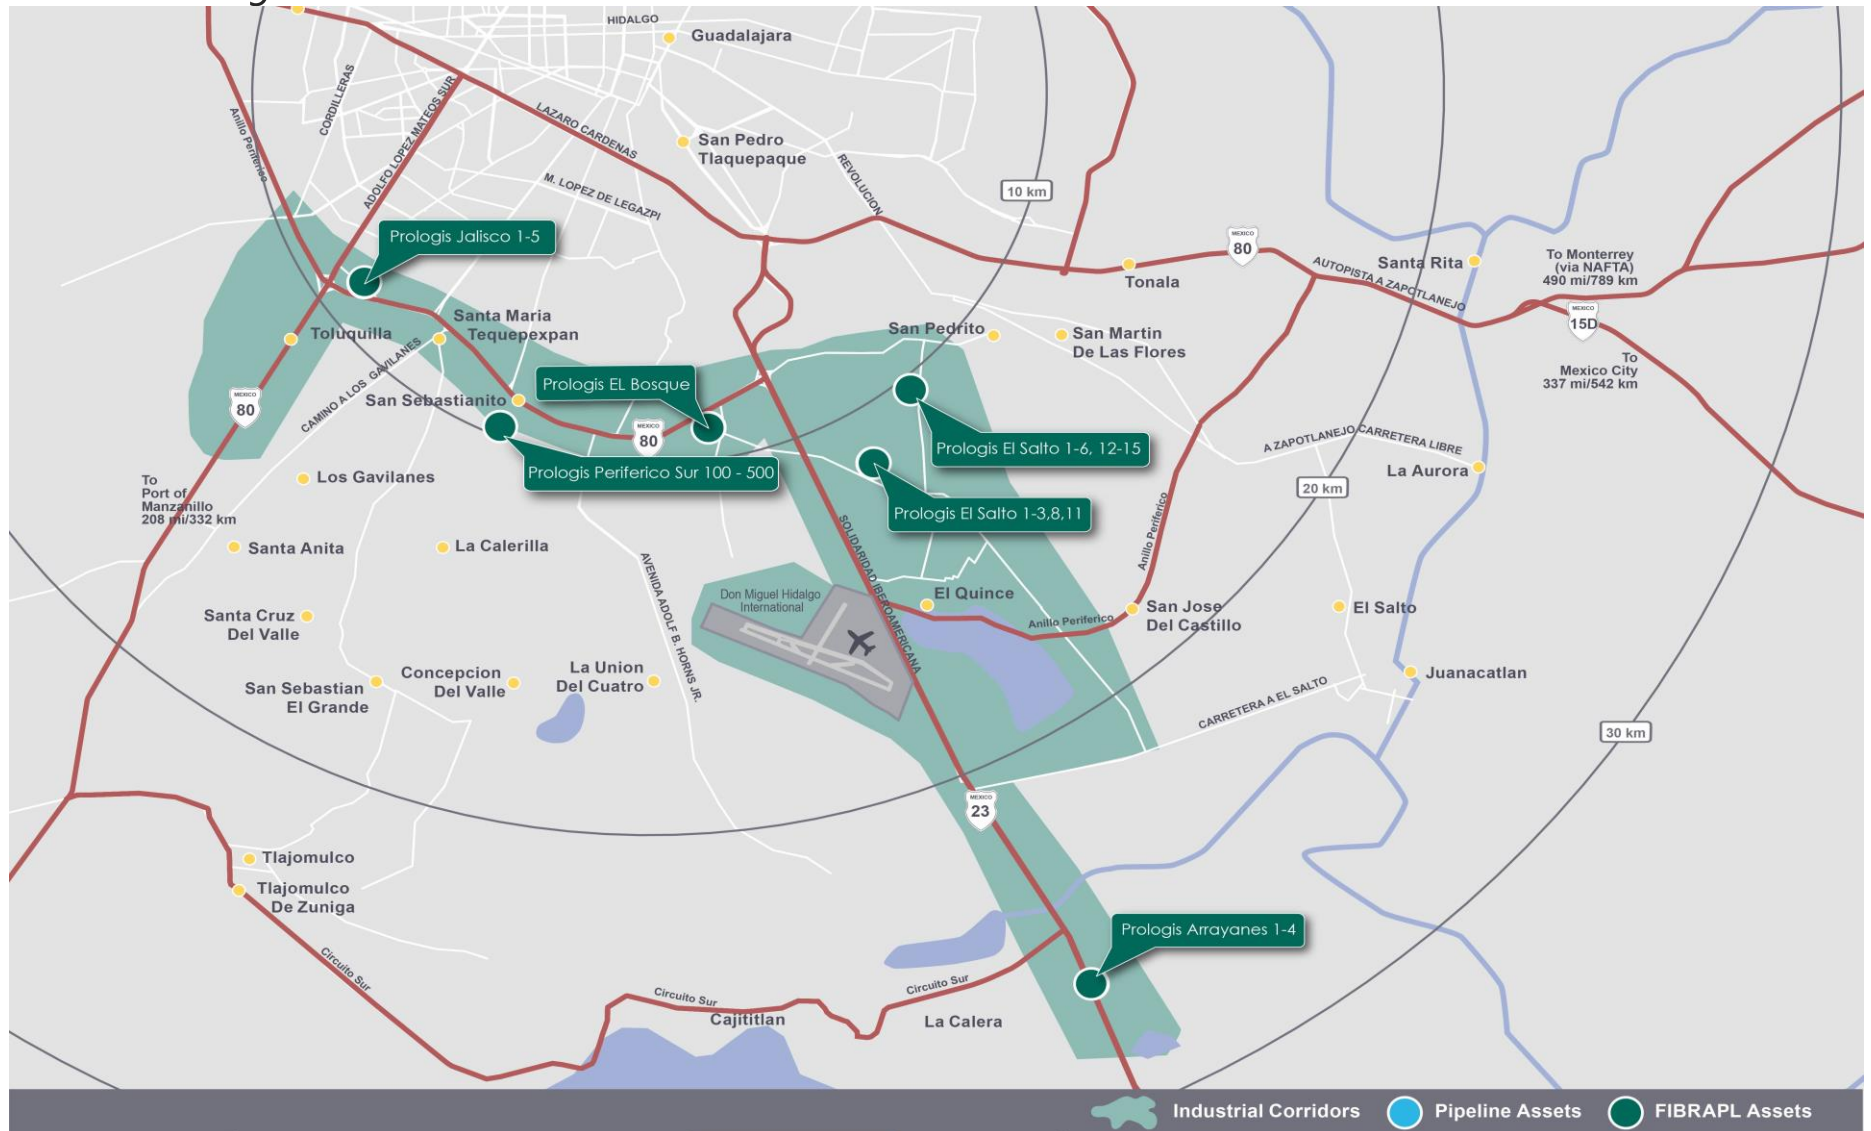 HIDALGO
Guadalajara
CORDILLERAS
Anillo Periferico
ADOLFO LOPEZ MATEOS SUR
LAZARO CARDENAS
San Pedro
Tlaquepaque
REVOLUCION
M. LOPEZ DE LEGAZPI
10 km
Prologis Jalisco 1-5
MEXICO
80
Tonala
Santa Rita
AUTOPISTA A ZAPOTLANEJO
To Monterrey
(via NAFTA)
490 mi/789 km
MEXICO
15D
To
Mexico City
337 mi/542 km
Toluquilla
Santa Maria
Tequepexpan
San Pedrito
San Martin
De Las Flores
CAMINO A LOS GAVILANES
MEXICO
80
San Sebastianito
Prologis EL Bosque
MEXICO
80
Prologis El Salto 1-6, 12-15
A ZAPOTLANEJO CARRETERA LIBRE
La Aurora
Prologis Periferico Sur 100 - 500
Los Gavilanes
To
Port of
Manzanillo
208 mi/332 km
20 km
Prologis El Salto 1-3,8,11
SOLIDARIDAD IBEROAMERICANA
Anillo Periferico
Santa Anita
La Calerilla
AVENIDA ADOLF B. HORNS JR.
Don Miguel Hidalgo
International
El Quince
Anillo Periferico
San Jose
Del Castillo
El Salto
Santa Cruz
Del Valle
San Sebastian
El Grande
Concepcion
Del Valle
La Union
Del Cuatro
Juanacatlan
CARRETERA A EL SALTO
30 km
MEXICO
23
Tlajomulco
Tlajomulco
De Zuniga
Prologis Arrayanes 1-4
Circuito Sur
Circuito Sur
Circuito Sur
Cajititlan
La Calera
Industrial Corridors
Pipeline Assets
FIBRAPL Assets